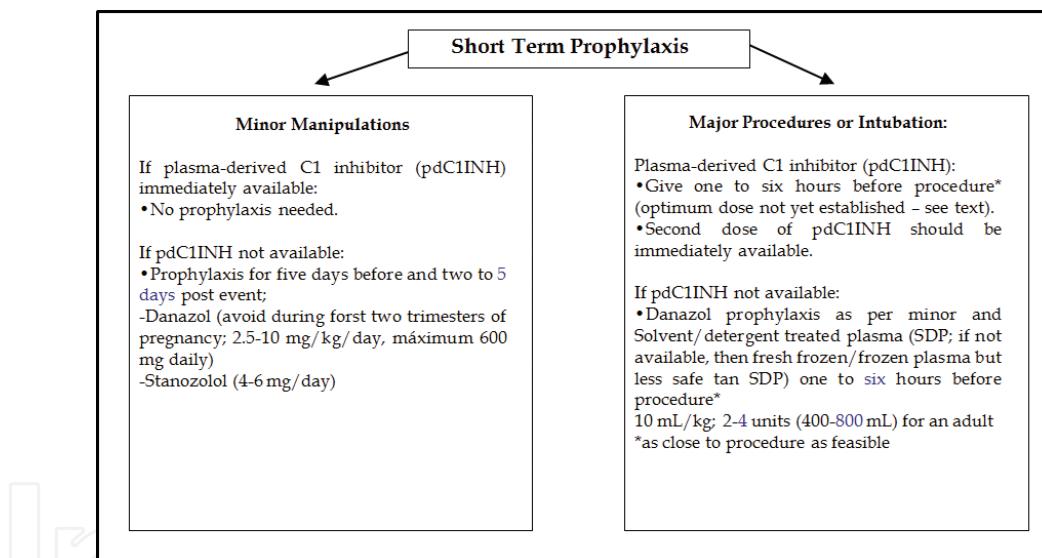 Short Term Prophylaxis
Minor Manipulations
If plasma-derived C1 inhibitor (pdC1INH)
immediately available:
•No prophylaxis needed.
If pdC1INH not available:
•Prophylaxis for five days before and two to 5
days post event;
-Danazol (avoid during forst two trimesters of
pregnancy; 2.5-10 mg/kg/day, máximum 600
mg daily)
-Stanozolol (4-6 mg/day)
Major Procedures or Intubation:
Plasma-derived C1 inhibitor (pdC1INH):
•Give one to six hours before procedure*
(optimum dose not yet established – see text).
•Second dose of pdC1INH should be
immediately available.
If pdC1INH not available:
•Danazol prophylaxis as per minor and
Solvent/detergent treated plasma (SDP; if not
available, then fresh frozen/frozen plasma but
less safe tan SDP) one to six hours before
procedure*
10 mL/kg; 2-4 units (400-800 mL) for an adult
*as close to procedure as feasible